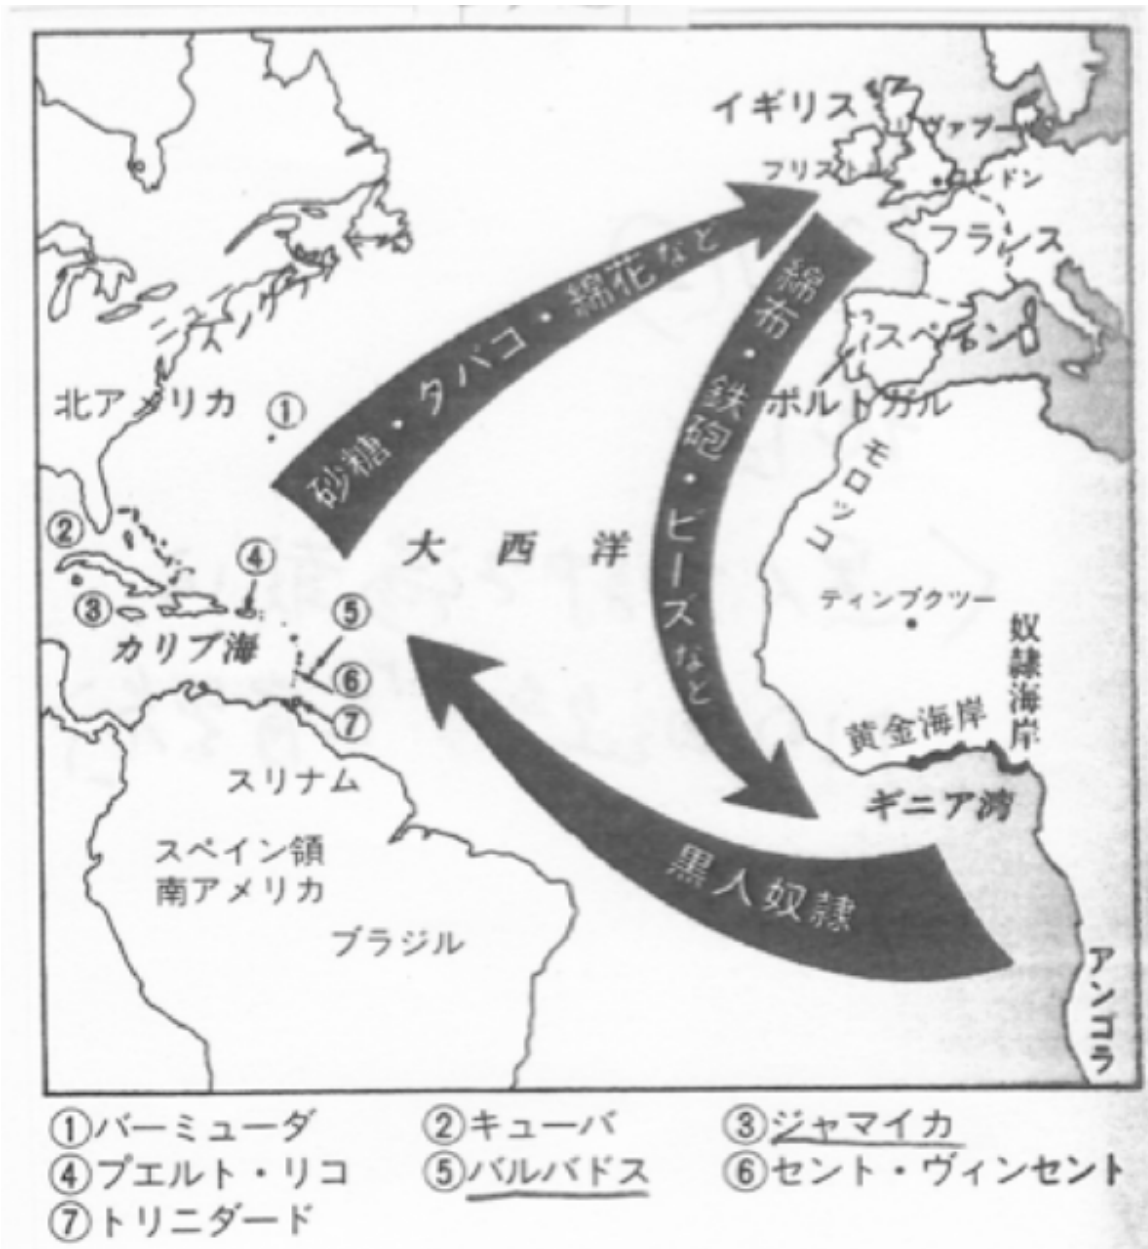 イギリス
ロンドン
フランス
スペイン
ポルトガル
モロッコ
ティンブクツー
奴隷海岸
黄金海岸
ギニア湾
アンゴラ
砂糖・タバコ・綿花など
綿布・鉄砲・ビーズなど
黒人奴隷
大西洋
北アメリカ
①
②
③
④
⑤
⑥
⑦
カリブ海
スリナム
スペイン領
南アメリカ
ブラジル
①バーミューダ ②キューバ ③ジャマイカ
④プエルト・リコ ⑤バルバドス ⑥セント・ヴィンセント
⑦トリニダード